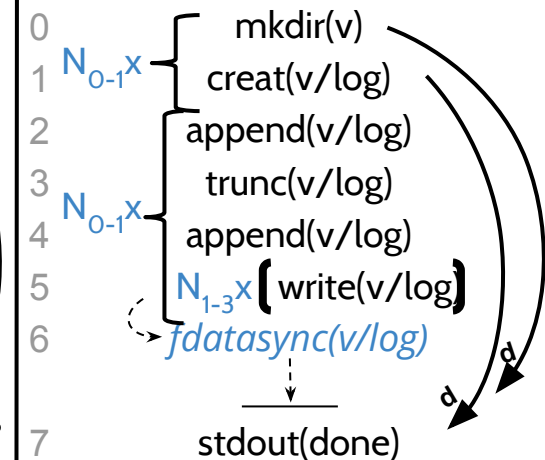 0 mkdir(v)
N0-1x
1 creat(v/log)
2 append(v/log)
3 trunc(v/log)
N0-1x
4 append(v/log)
5 N1-3x [ write(v/log) ]
6 fdatasync(v/log)
d
d
7 stdout(done)